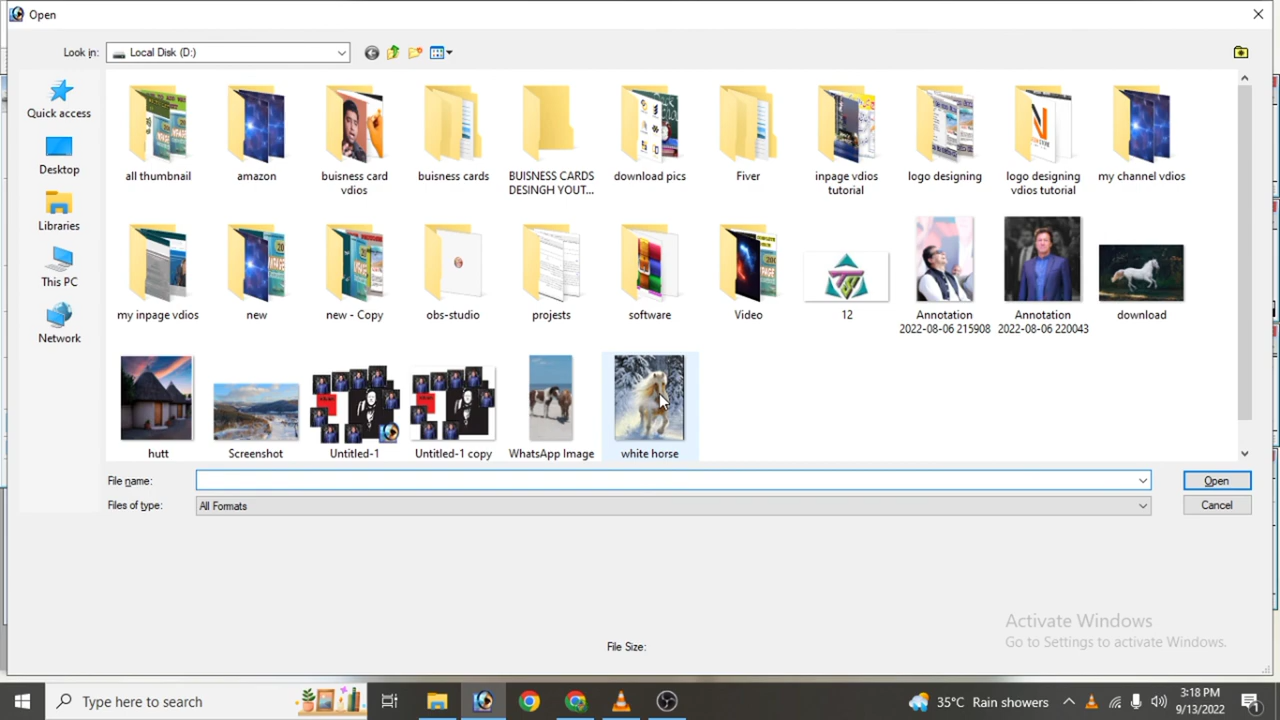 Open
Look in:
Local Disk (D:)
Quick access
Desktop
Libraries
This PC
Network
all thumbnail
amazon
buisness card
vdios
buisness cards
BUISNESS CARDS
DESINGH YOUT...
download pics
Fiver
inpage vdios
tutorial
logo designing
logo designing
vdios tutorial
my channel vdios
my inpage vdios
new
new - Copy
obs-studio
projests
software
Video
12
Annotation
2022-08-06 215908
Annotation
2022-08-06 220043
download
hutt
Screenshot
Untitled-1
Untitled-1 copy
WhatsApp Image
white horse
File name:
Open
Files of type:
All Formats
Cancel
Activate Windows
Go to Settings to activate Windows.
File Size:
Type here to search
35°C Rain showers
3:18 PM
9/13/2022
1